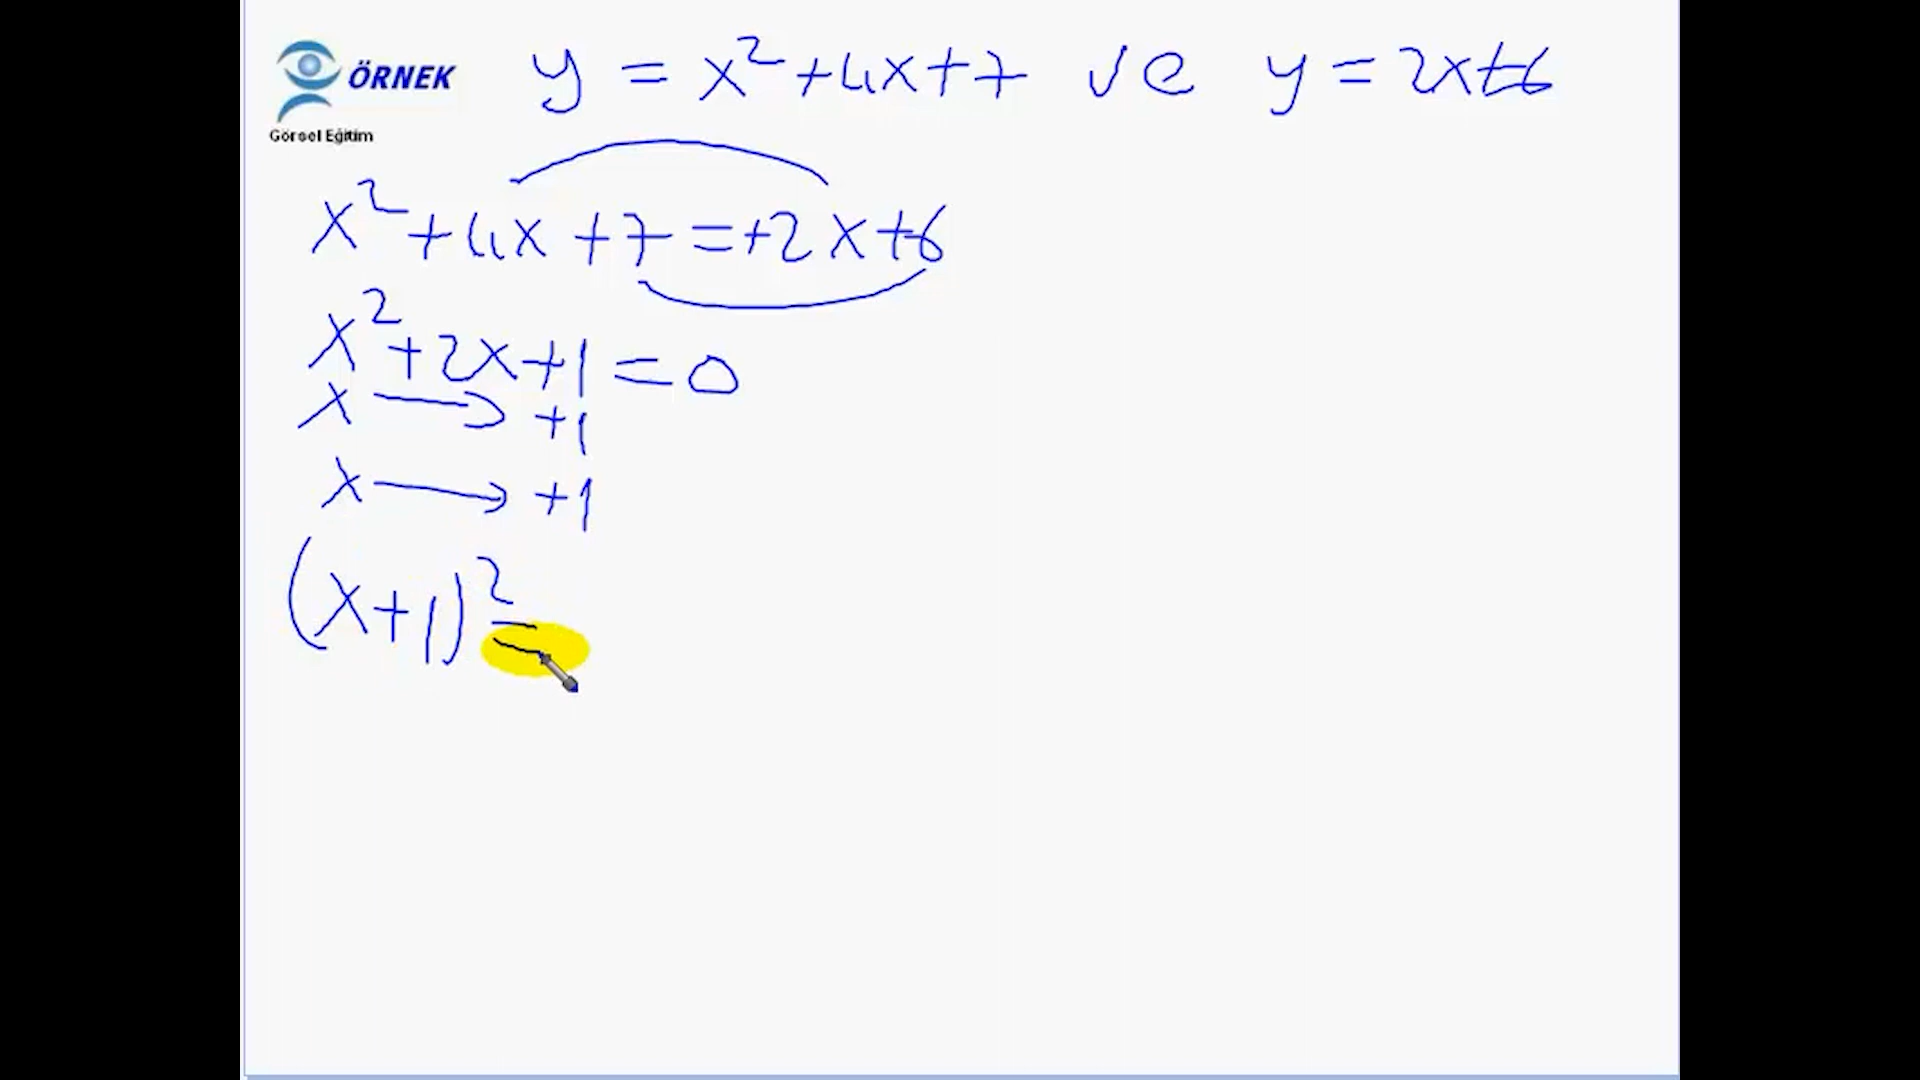 ÖRNEK
Görsel Eğitim
y = x² + 4x + 7 ve y = 2x + 6
x² + 4x + 7 = +2x + 6
x² + 2x + 1 = 0
x → +1
x → +1
(x + 1)² =